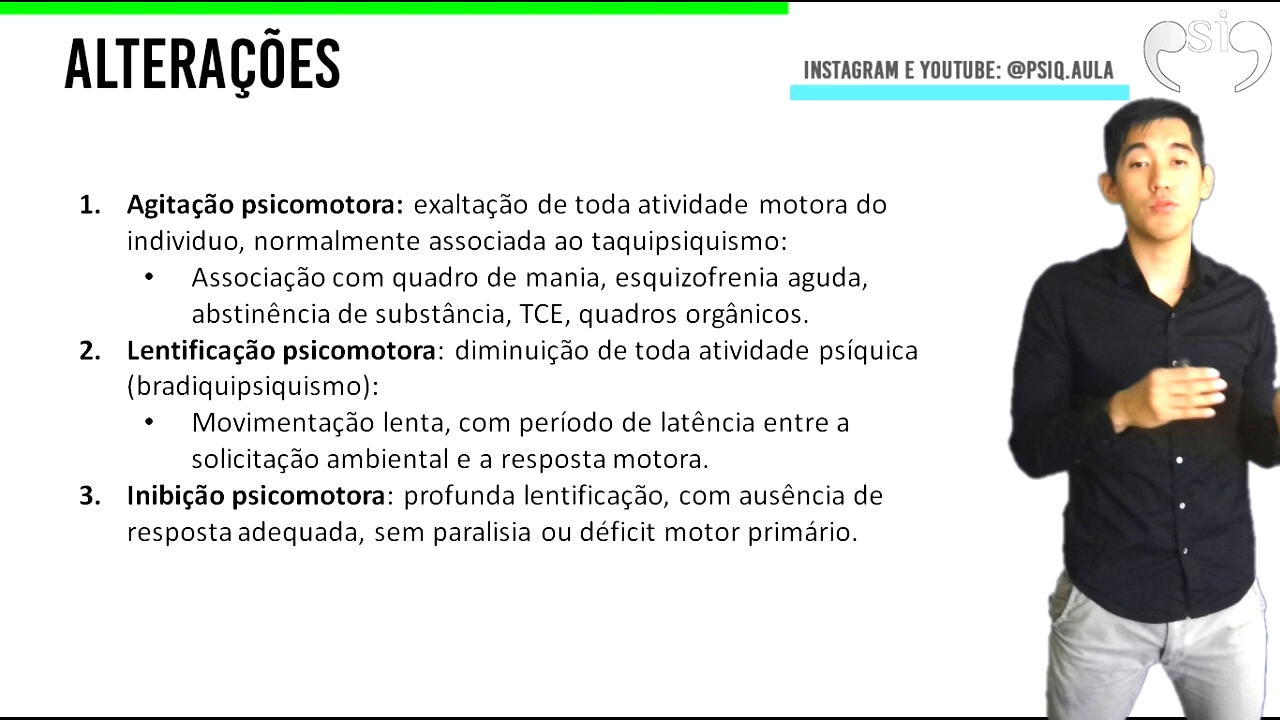 ALTERAÇÕES
INSTAGRAM E YOUTUBE: @PSIQ.AULA
psiq
1. Agitação psicomotora: exaltação de toda atividade motora do
individuo, normalmente associada ao taquipsiquismo:
• Associação com quadro de mania, esquizofrenia aguda,
abstinência de substância, TCE, quadros orgânicos.
2. Lentificação psicomotora: diminuição de toda atividade psíquica
(bradiquipsiquismo):
• Movimentação lenta, com período de latência entre a
solicitação ambiental e a resposta motora.
3. Inibição psicomotora: profunda lentificação, com ausência de
resposta adequada, sem paralisia ou déficit motor primário.